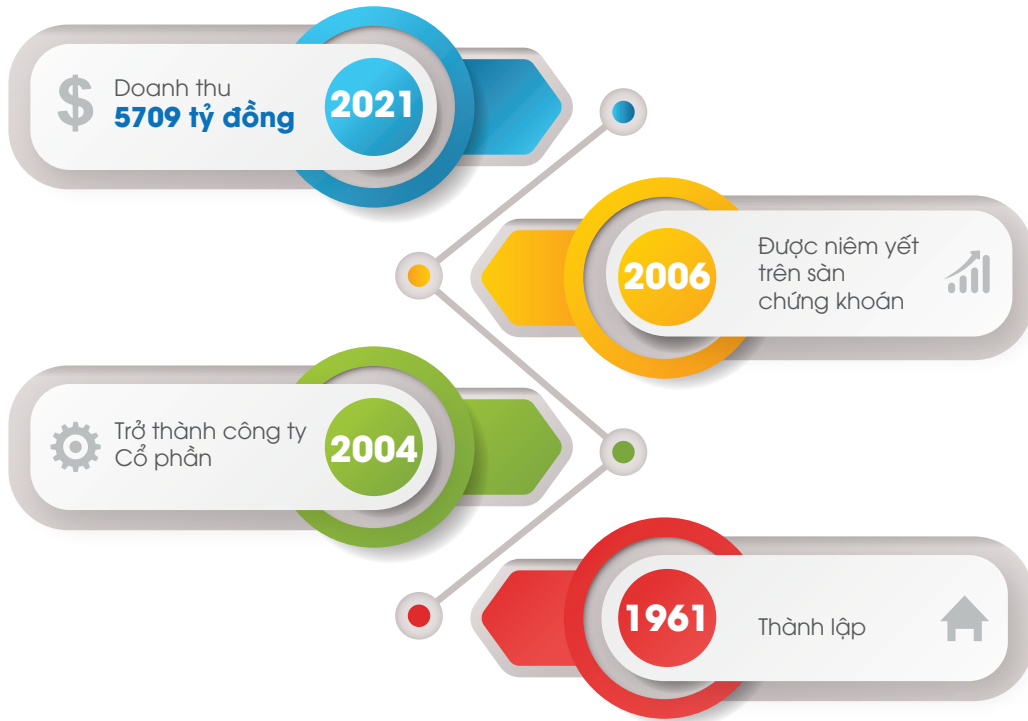 Doanh thu
5709 tỷ đồng
2021
2006
Được niêm yết
trên sàn
chứng khoán
Trở thành công ty
Cổ phần
2004
1961
Thành lập